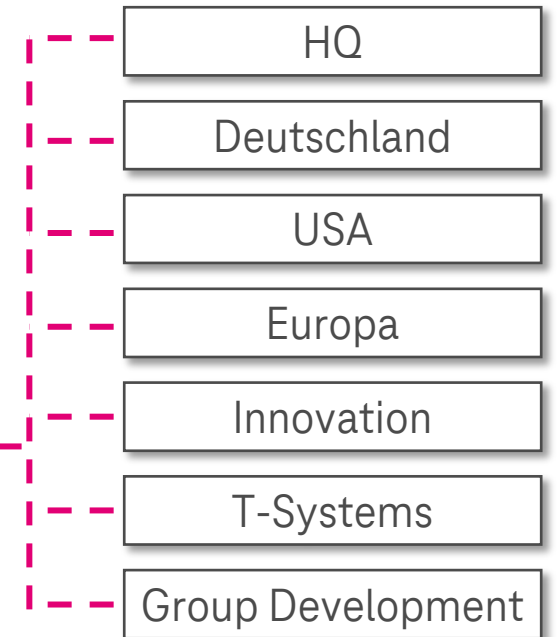 HQ
Deutschland
USA
Europa
Innovation
T-Systems
Group Development